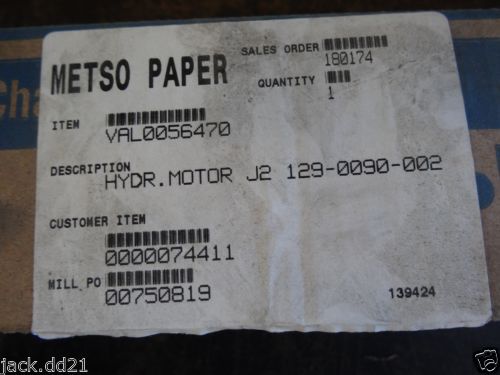 METSO PAPER
SALES ORDER
180174
QUANTITY
1
ITEM
VAL0056470
DESCRIPTION
HYDR.MOTOR J2 129-0090-002
CUSTOMER ITEM
0000074411
MILL PO
00750819
139424
Cha
jack.dd21